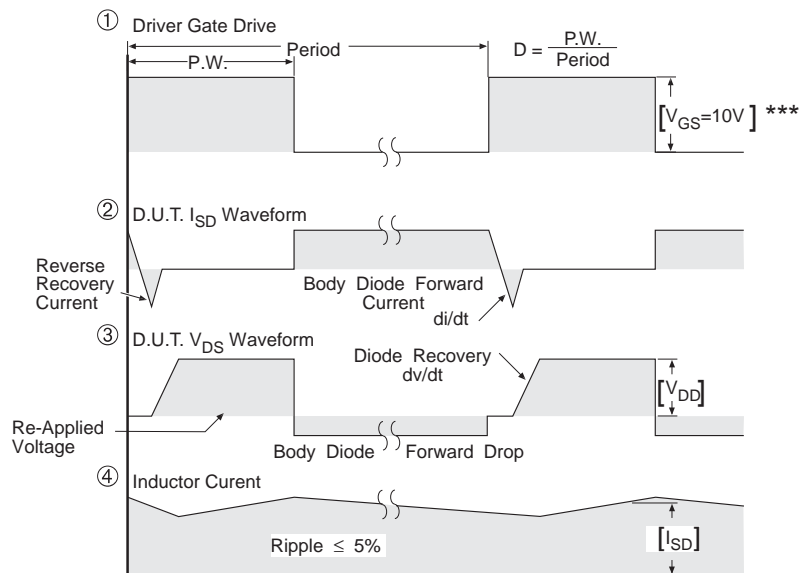 ① Driver Gate Drive
P.W.
Period
D = P.W. / Period
[VGS=10V] ***
② D.U.T. ISD Waveform
Reverse
Recovery
Current
Body Diode Forward
Current
di/dt
③ D.U.T. VDS Waveform
Diode Recovery
dv/dt
[VDD]
Re-Applied
Voltage
Body Diode Forward Drop
④ Inductor Curent
Ripple ≤ 5%
[ISD]